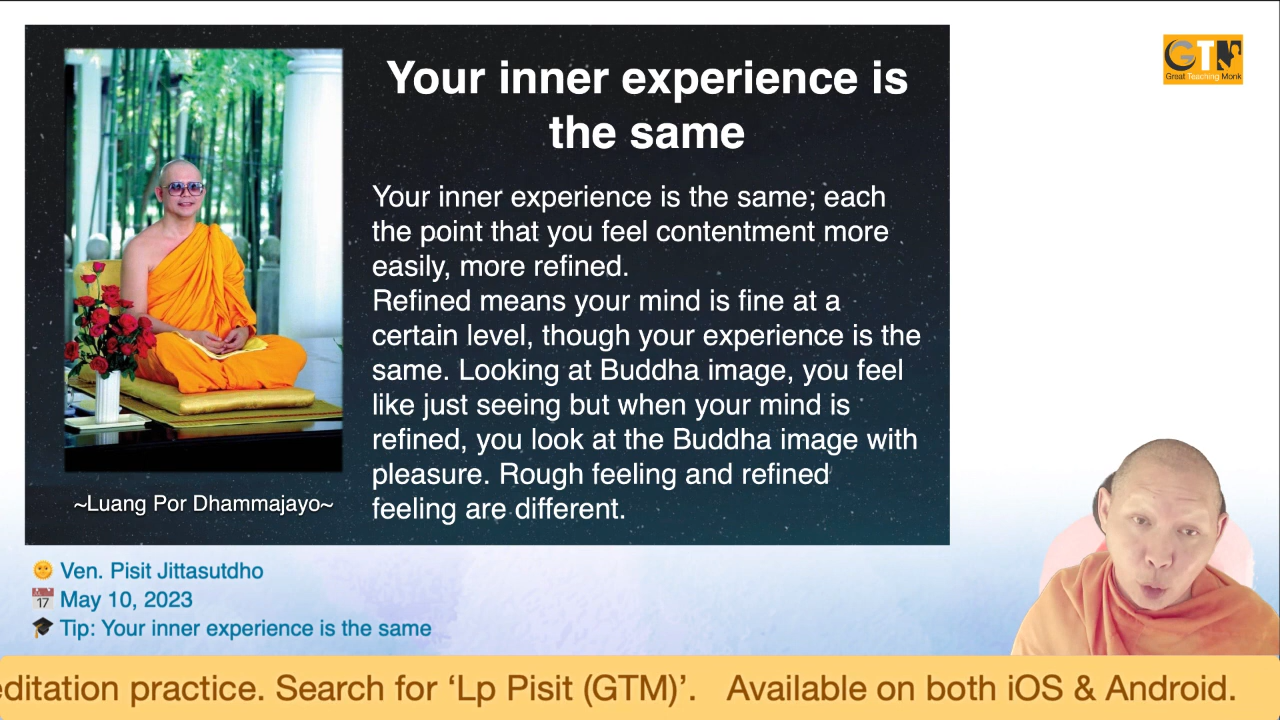 Your inner experience is
the same
Your inner experience is the same; each
the point that you feel contentment more
easily, more refined.
Refined means your mind is fine at a
certain level, though your experience is the
same. Looking at Buddha image, you feel
like just seeing but when your mind is
refined, you look at the Buddha image with
pleasure. Rough feeling and refined
feeling are different.
~Luang Por Dhammajayo~
GTM
Great Teaching Monk
Ven. Pisit Jittasutdho
17
May 10, 2023
Tip: Your inner experience is the same
editation practice. Search for ‘Lp Pisit (GTM)’. Available on both iOS & Android.